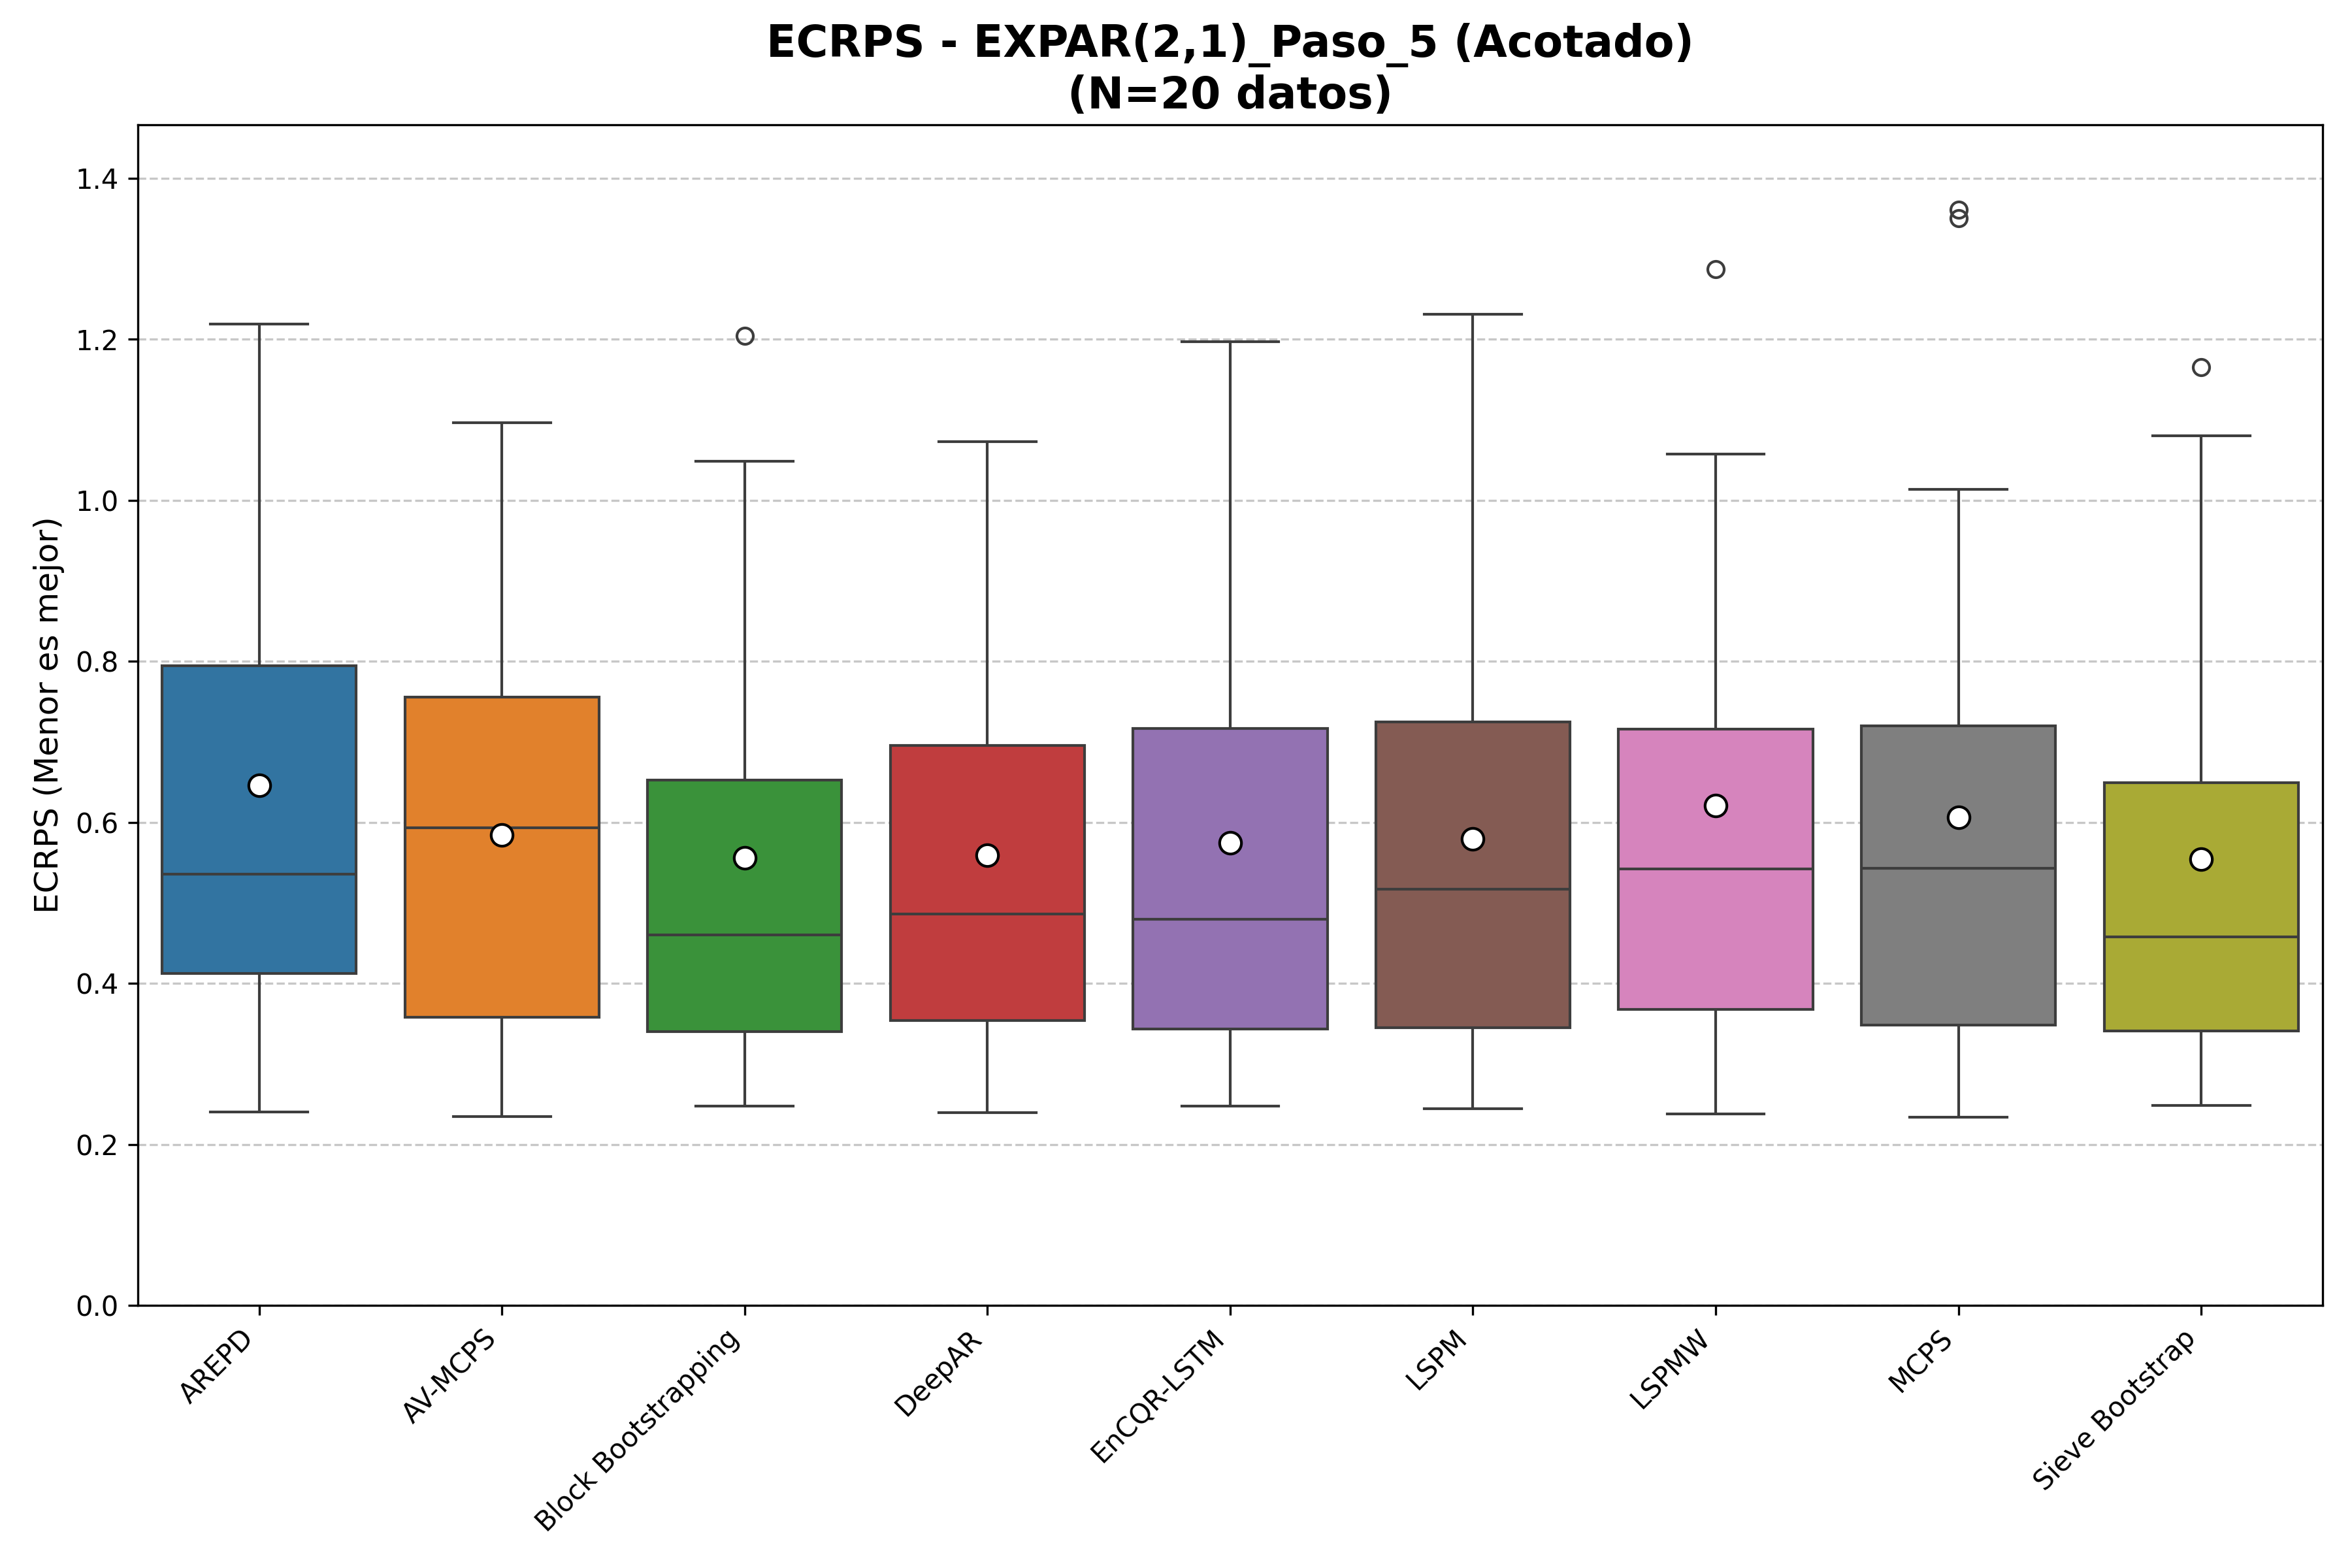 ECRPS - EXPAR(2,1)_Paso_5 (Acotado)
(N=20 datos)
ECRPS (Menor es mejor)
1.4
1.2
1.0
0.8
0.6
0.4
0.2
0.0
AREPD
AV-MCPS
Block Bootstrapping
DeepAR
EnCQR-LSTM
LSPM
LSPMW
MCPS
Sieve Bootstrap